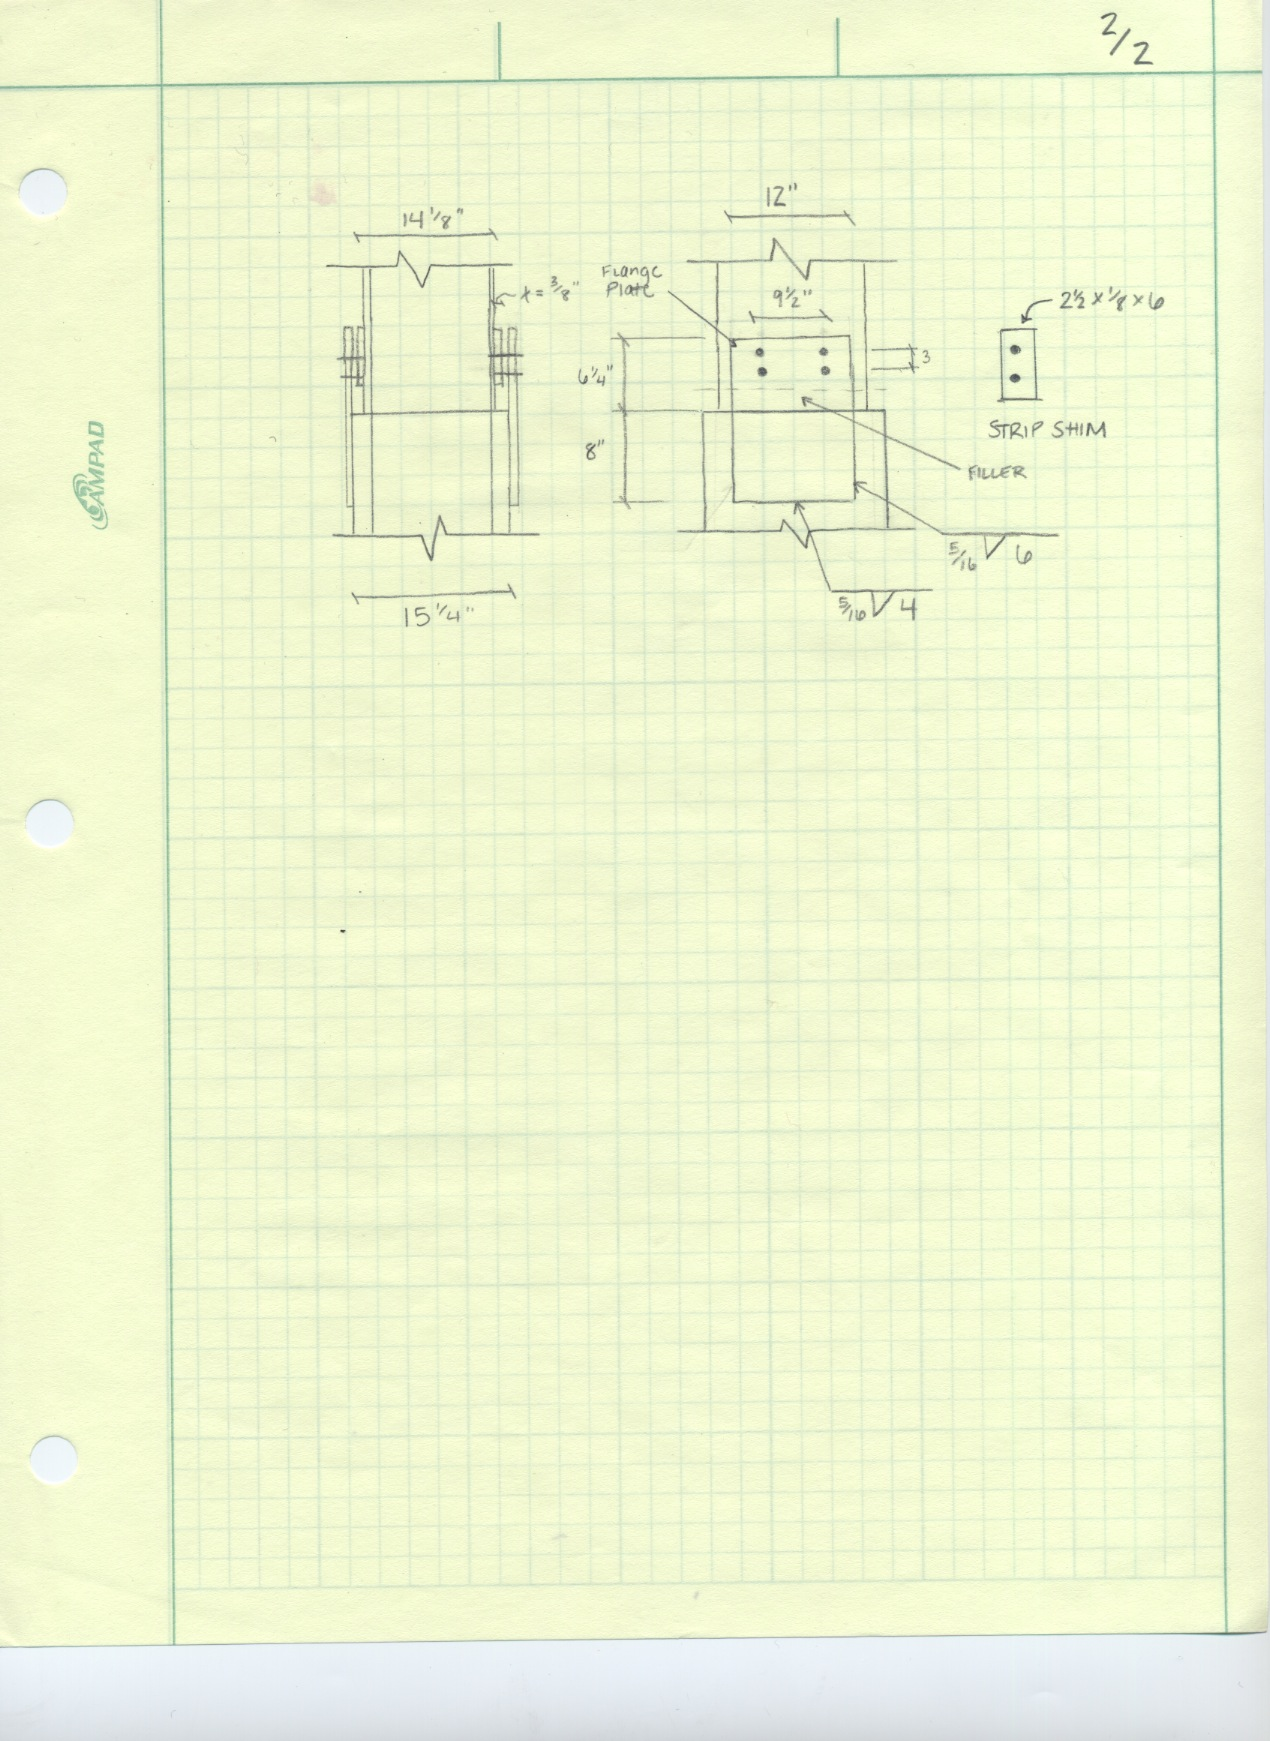 2/2
12"
14 1/8"
Flange
Plate
t = 3/8"
9 1/2"
2 1/2 x 1/8 x 6
3
6 1/4"
STRIP SHIM
8"
FILLER
AMPAD
5/16 6
5/16 4
15 1/4"